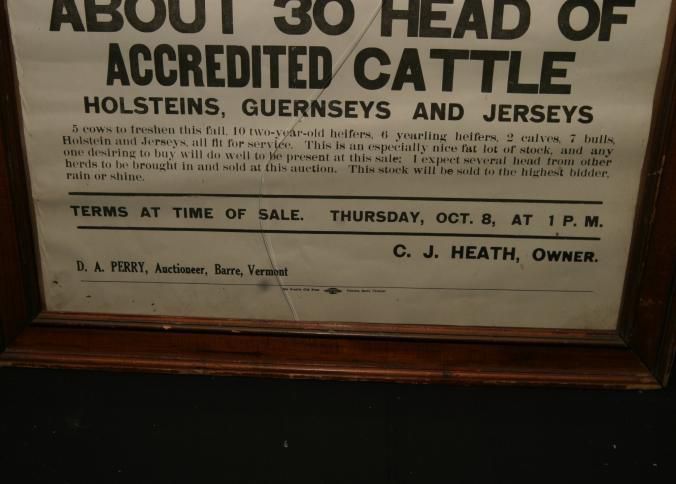 ABOUT 30 HEAD OF
ACCREDITED CATTLE
HOLSTEINS, GUERNSEYS AND JERSEYS
5 cows to freshen this fall, 10 two-year-old heifers, 6 yearling heifers, 2 calves, 7 bulls,
Holstein and Jerseys, all fit for service. This is an especially nice fat lot of stock, and any
one desiring to buy will do well to be present at this sale; I expect several head from other
herds to be brought in and sold at this auction. This stock will be sold to the highest bidder,
rain or shine.
TERMS AT TIME OF SALE. THURSDAY, OCT. 8, AT 1 P. M.
C. J. HEATH, OWNER.
D. A. PERRY, Auctioneer, Barre, Vermont